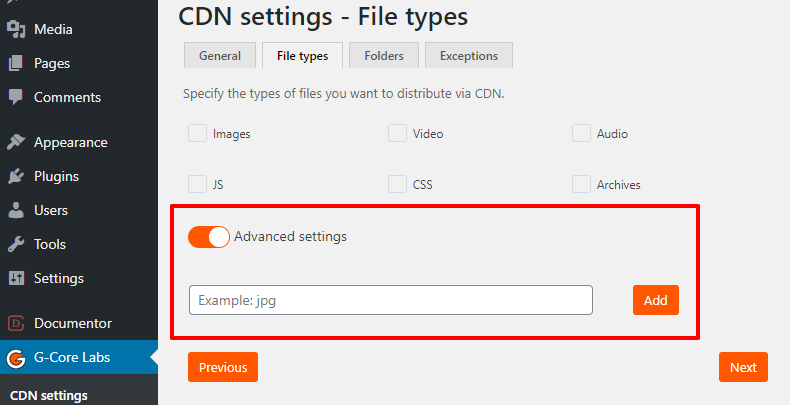 CDN settings - File types
Media
Pages
Comments
Appearance
Plugins
Users
Tools
Settings
Documentor
G-Core Labs
CDN settings
General
File types
Folders
Exceptions
Specify the types of files you want to distribute via CDN.
Images
Video
Audio
JS
CSS
Archives
Advanced settings
Example: jpg
Add
Previous
Next